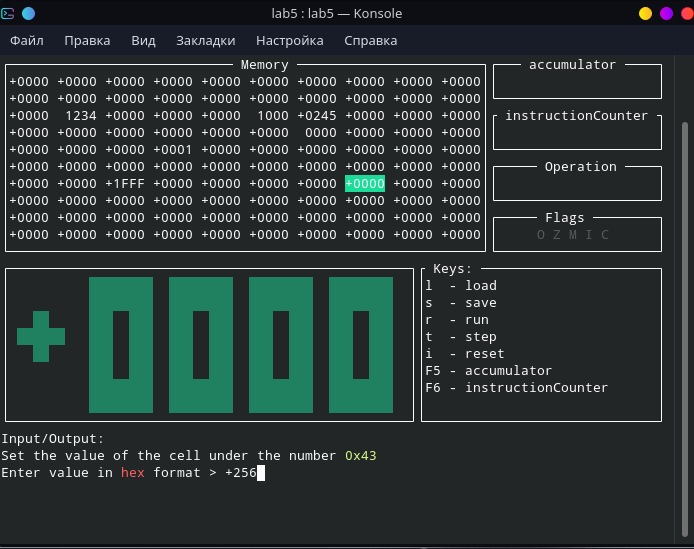 lab5 : lab5 — Konsole
Файл Правка Вид Закладки Настройка Справка
Memory
+0000 +0000 +0000 +0000 +0000 +0000 +0000 +0000 +0000 +0000
+0000 +0000 +0000 +0000 +0000 +0000 +0000 +0000 +0000 +0000
+0000 1234 +0000 +0000 +0000 1000 +0245 +0000 +0000 +0000
+0000 +0000 +0000 +0000 +0000 +0000 0000 +0000 +0000 +0000
+0000 +0000 +0000 +0001 +0000 +0000 +0000 +0000 +0000 +0000
+0000 +0000 +0000 +0000 +0000 +0000 +0000 +0000 +0000 +0000
+0000 +0000 +1FFF +0000 +0000 +0000 +0000 +0000 +0000 +0000
+0000 +0000 +0000 +0000 +0000 +0000 +0000 +0000 +0000 +0000
+0000 +0000 +0000 +0000 +0000 +0000 +0000 +0000 +0000 +0000
+0000 +0000 +0000 +0000 +0000 +0000 +0000 +0000 +0000 +0000
accumulator
instructionCounter
Operation
Flags
O Z M I C
+0000
Keys:
l - load
s - save
r - run
t - step
i - reset
F5 - accumulator
F6 - instructionCounter
Input/Output:
Set the value of the cell under the number 0x43
Enter value in hex format > +256